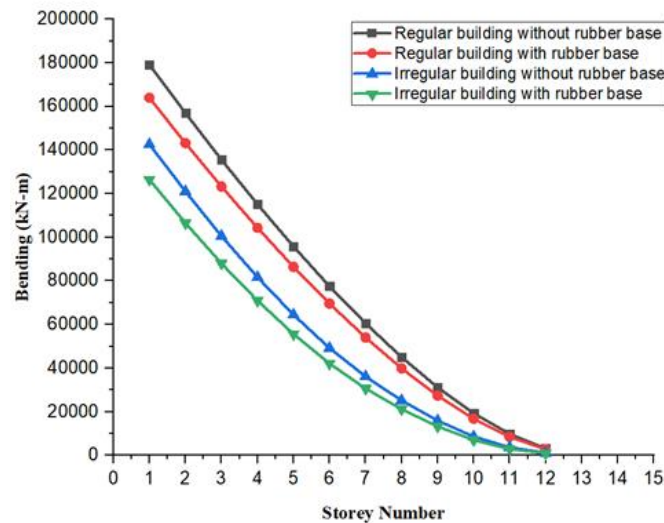 Regular building without rubber base
Regular building with rubber base
Irregular building without rubber base
Irregular building with rubber base
200000
180000
160000
140000
120000
100000
80000
60000
40000
20000
0
Bending (kN-m)
0 1 2 3 4 5 6 7 8 9 10 11 12 13 14 15
Storey Number